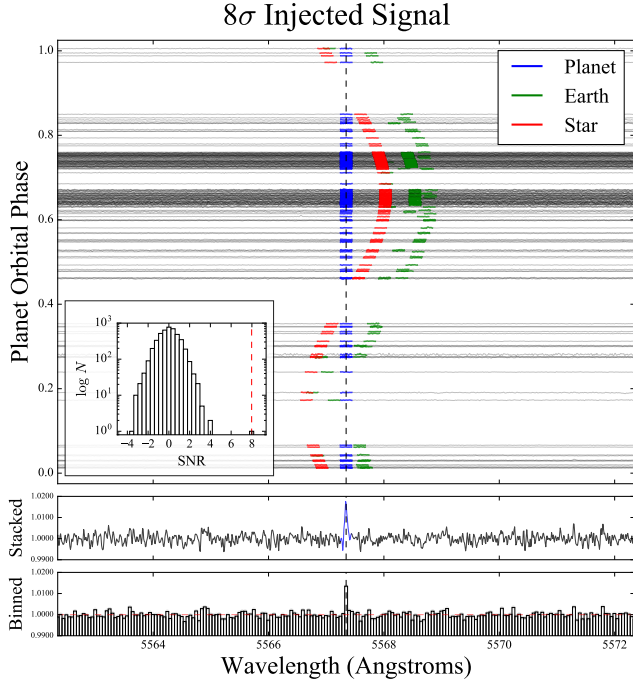 8σ Injected Signal
Planet Orbital Phase
1.0
0.8
0.6
0.4
0.2
0.0
Planet
Earth
Star
log N
10³
10²
10¹
10⁰
−4 −2 0 2 4 6 8
SNR
Stacked
1.0200
1.0100
1.0000
0.9900
Binned
1.0200
1.0100
1.0000
0.9900
5564 5566 5568 5570 5572
Wavelength (Angstroms)